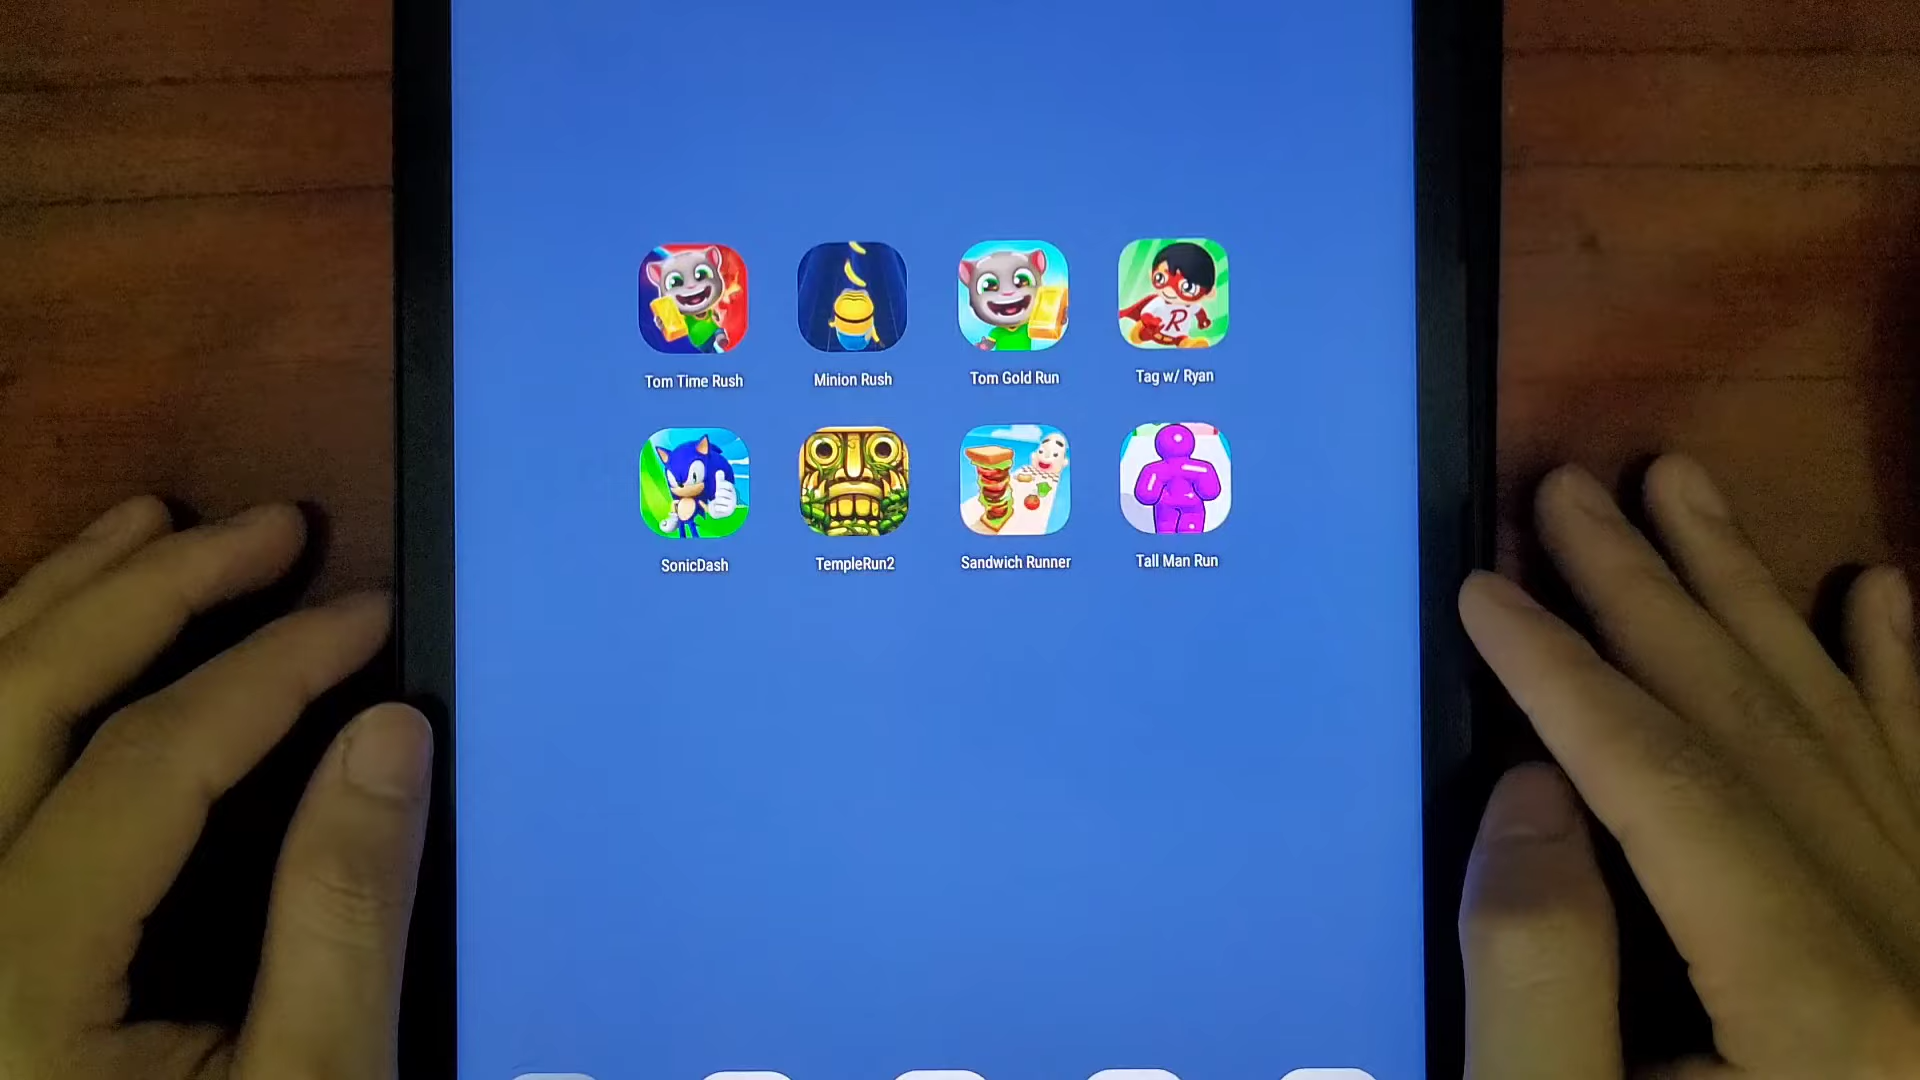 Tom Time Rush
Minion Rush
Tom Gold Run
Tag w/ Ryan
R
SonicDash
TempleRun2
Sandwich Runner
Tall Man Run